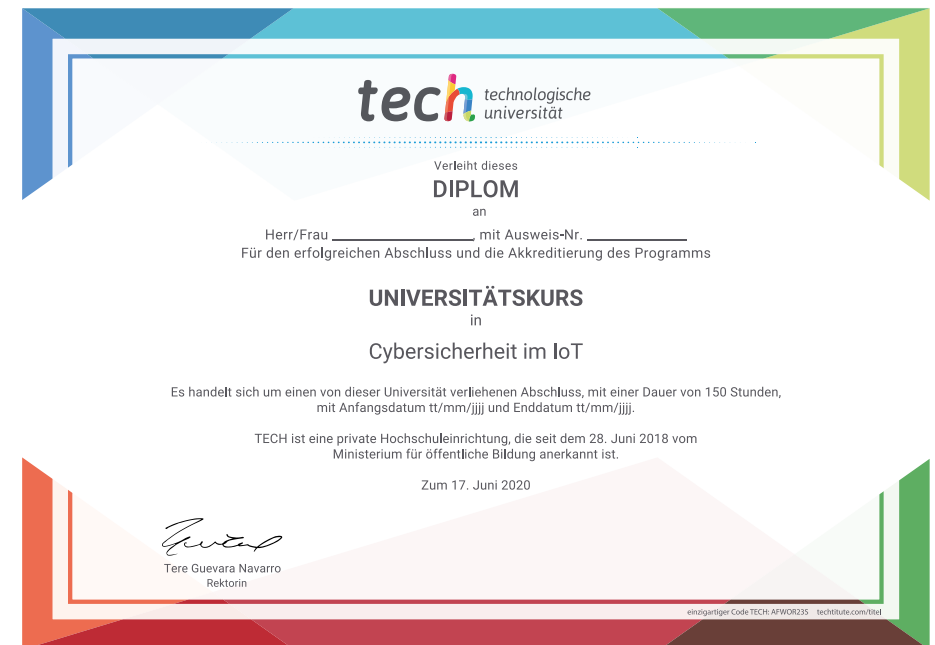 tech technologische
universität
Verleiht dieses
DIPLOM
an
Herr/Frau ____________________, mit Ausweis-Nr. ______________
Für den erfolgreichen Abschluss und die Akkreditierung des Programms
UNIVERSITÄTSKURS
in
Cybersicherheit im IoT
Es handelt sich um einen von dieser Universität verliehenen Abschluss, mit einer Dauer von 150 Stunden,
mit Anfangsdatum tt/mm/jjjj und Enddatum tt/mm/jjjj.
TECH ist eine private Hochschuleinrichtung, die seit dem 28. Juni 2018 vom
Ministerium für öffentliche Bildung anerkannt ist.
Zum 17. Juni 2020
Tere Guevara Navarro
Rektorin
einzigartiger Code TECH: AFWOR235 techtitute.com/titel